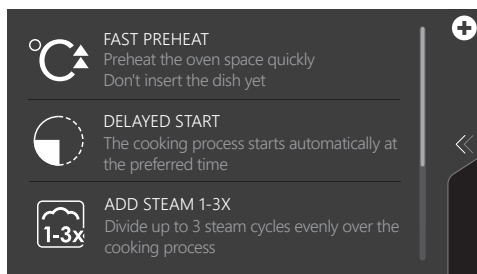 °C
FAST PREHEAT
Preheat the oven space quickly
Don't insert the dish yet
DELAYED START
The cooking process starts automatically at
the preferred time
1-3x
ADD STEAM 1-3X
Divide up to 3 steam cycles evenly over the
cooking process